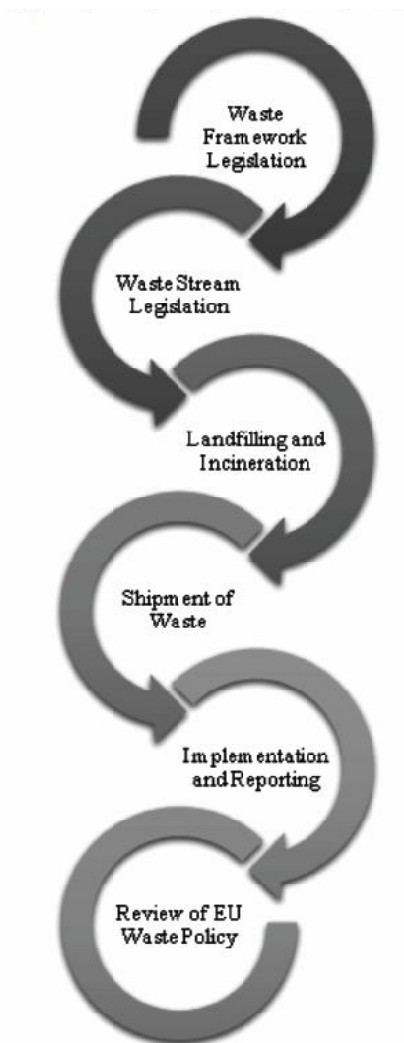 Waste
Framework
Legislation
Waste Stream
Legislation
Landfilling and
Incineration
Shipment of
Waste
Implementation
and Reporting
Review of EU
Waste Policy